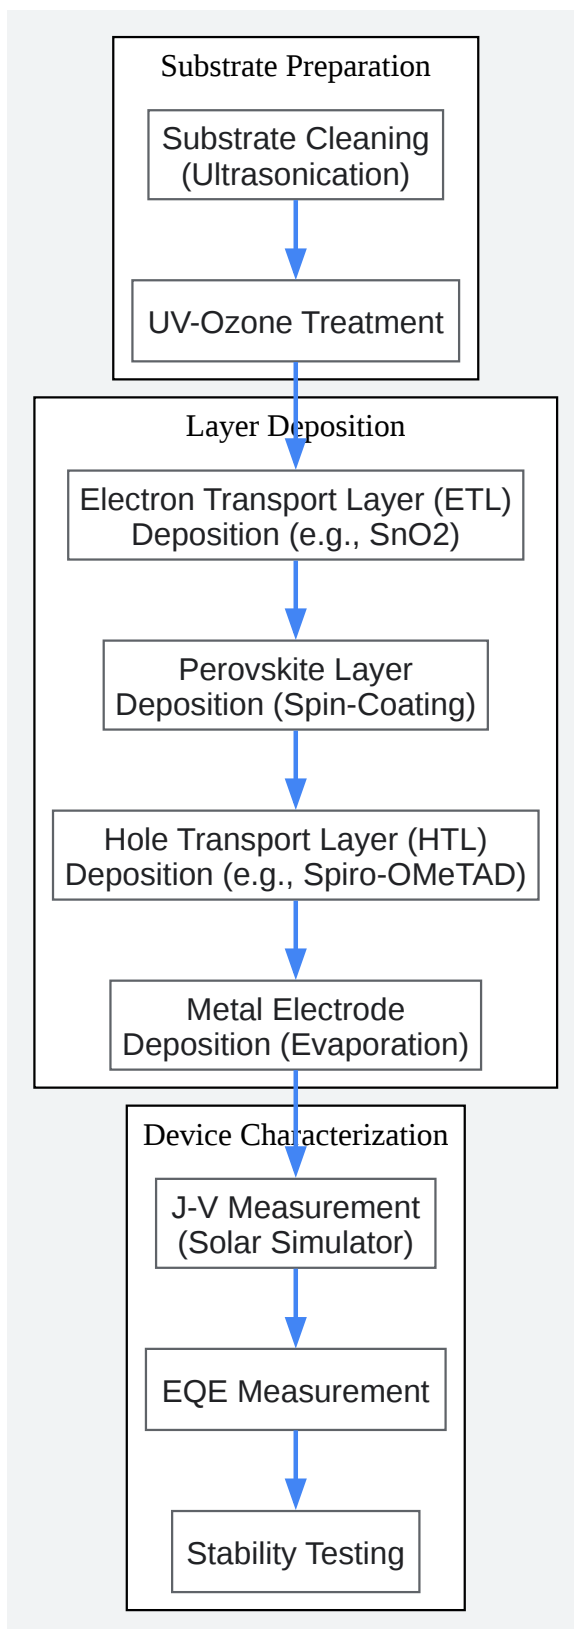 Substrate Preparation
Substrate Cleaning
(Ultrasonication)
UV-Ozone Treatment
Layer Deposition
Electron Transport Layer (ETL)
Deposition (e.g., SnO2)
Perovskite Layer
Deposition (Spin-Coating)
Hole Transport Layer (HTL)
Deposition (e.g., Spiro-OMeTAD)
Metal Electrode
Deposition (Evaporation)
Device Characterization
J-V Measurement
(Solar Simulator)
EQE Measurement
Stability Testing